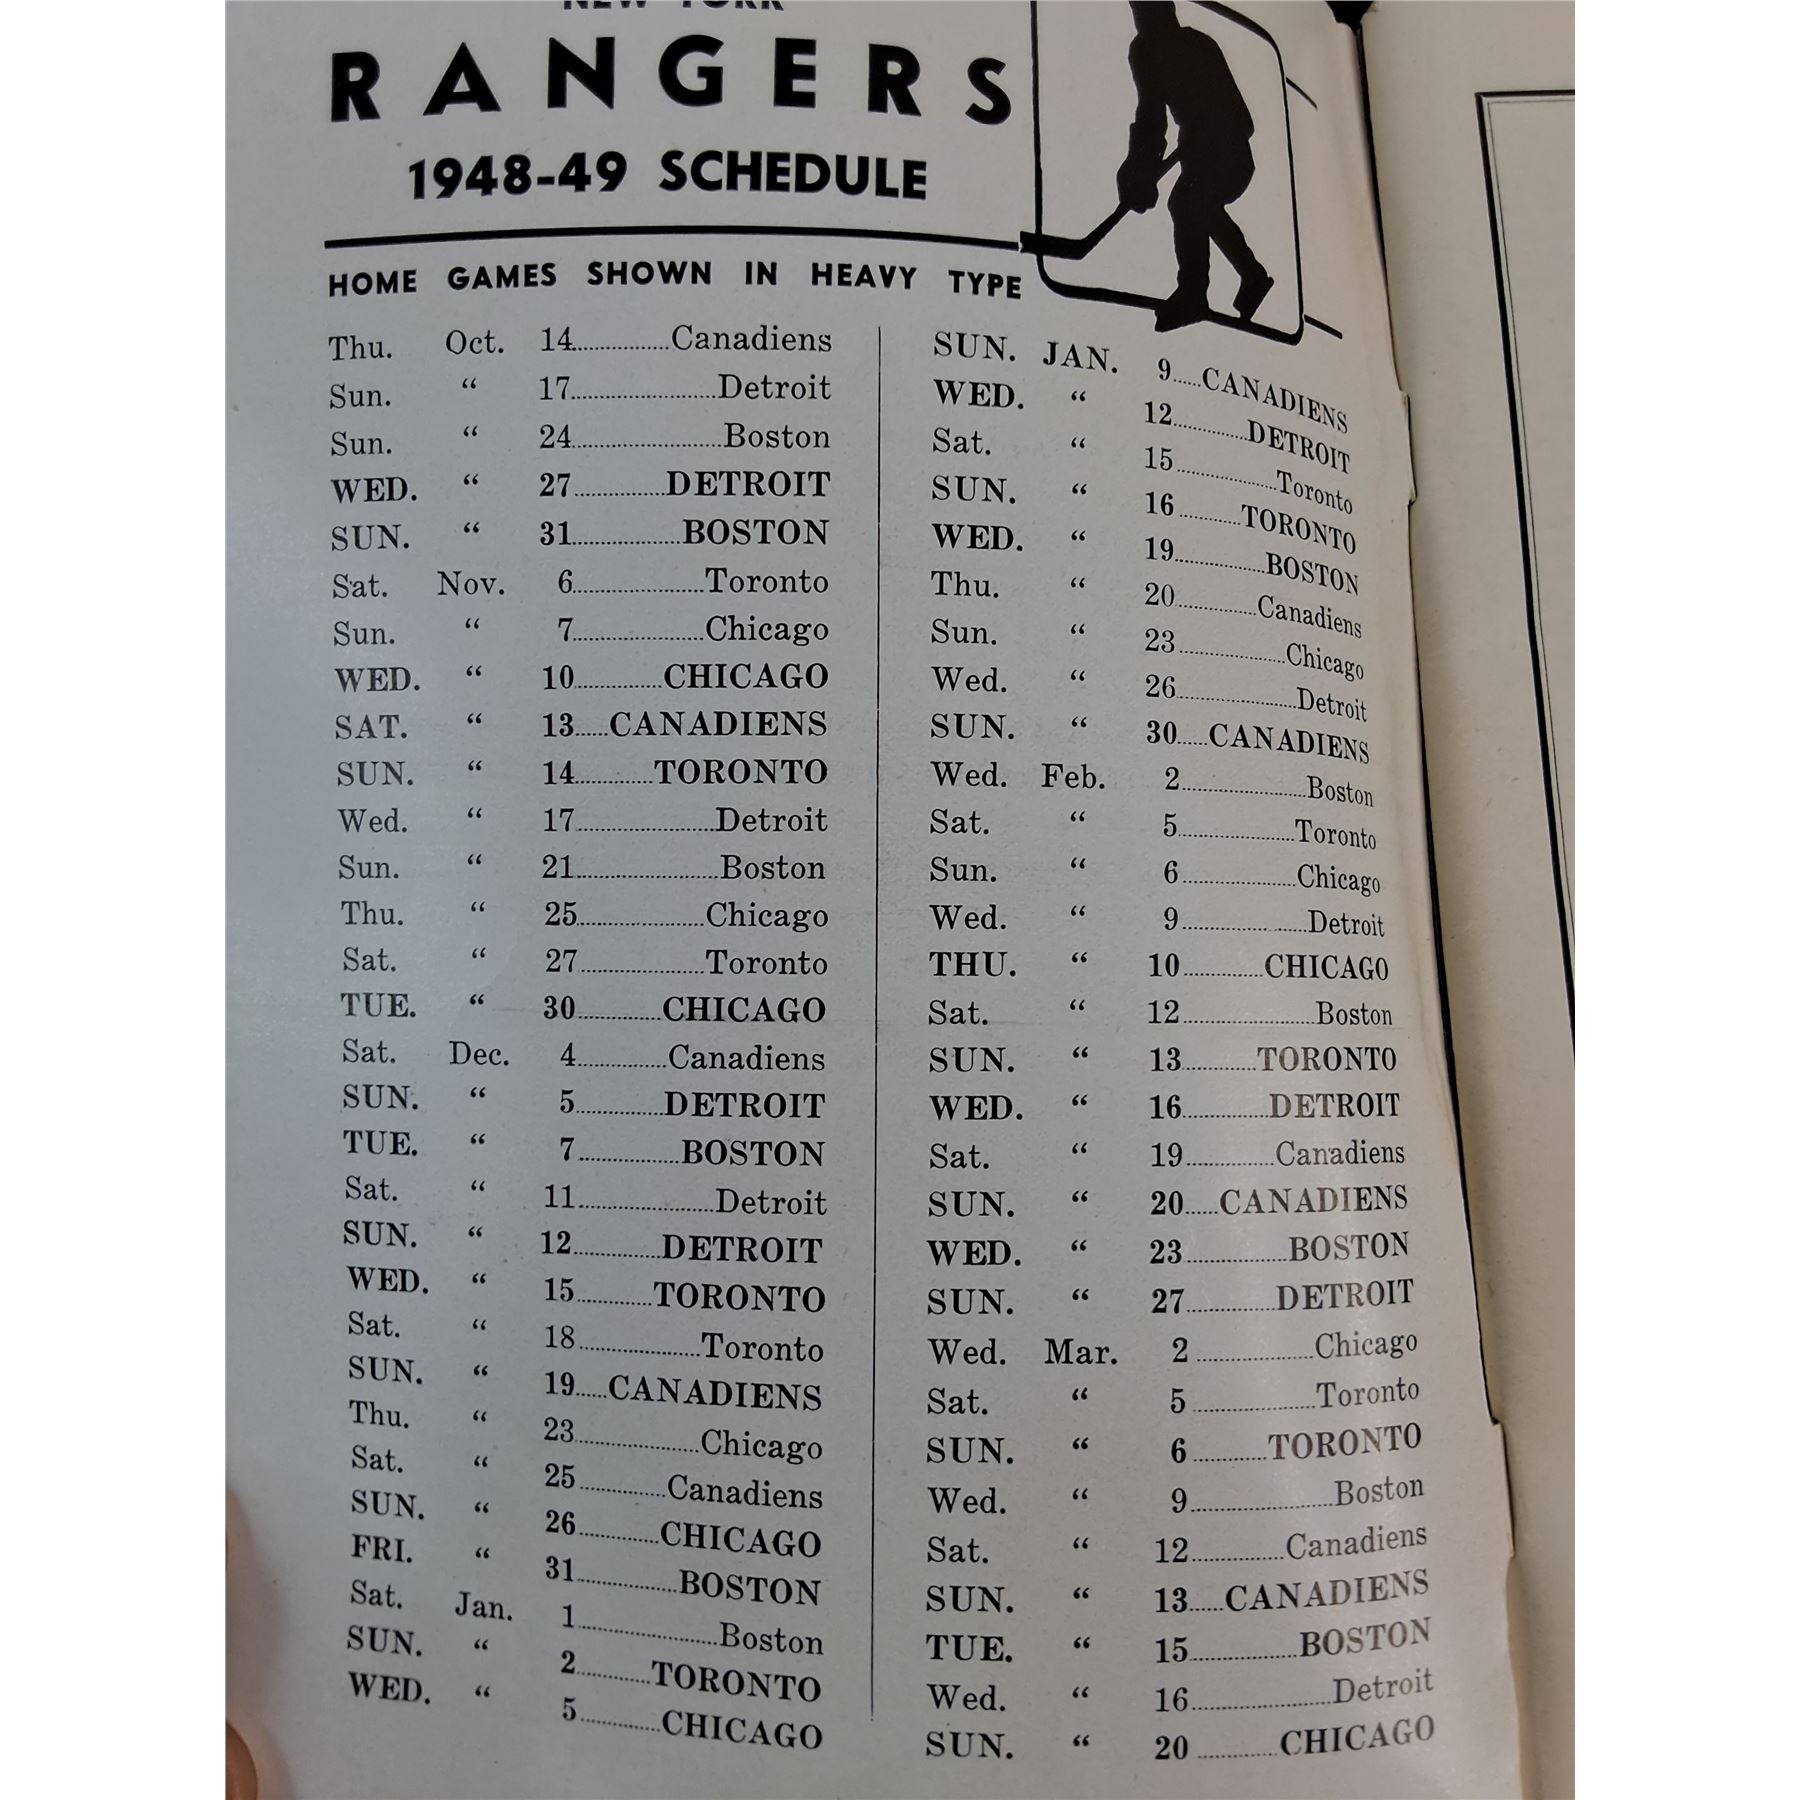 NEW YORK
RANGERS
1948-49 SCHEDULE
HOME GAMES SHOWN IN HEAVY TYPE
Thu. Oct. 14 Canadiens
Sun. “ 17 Detroit
Sun. “ 24 Boston
WED. “ 27 DETROIT
SUN. “ 31 BOSTON
Sat. Nov. 6 Toronto
Sun. “ 7 Chicago
WED. “ 10 CHICAGO
SAT. “ 13 CANADIENS
SUN. “ 14 TORONTO
Wed. “ 17 Detroit
Sun. “ 21 Boston
Thu. “ 25 Chicago
Sat. “ 27 Toronto
TUE. “ 30 CHICAGO
Sat. Dec. 4 Canadiens
SUN. “ 5 DETROIT
TUE. “ 7 BOSTON
Sat. “ 11 Detroit
SUN. “ 12 DETROIT
WED. “ 15 TORONTO
Sat. “ 18 Toronto
SUN. “ 19 CANADIENS
Thu. “ 23 Chicago
Sat. “ 25 Canadiens
SUN. “ 26 CHICAGO
FRI. “ 31 BOSTON
Sat. Jan. 1 Boston
SUN. “ 2 TORONTO
WED. “ 5 CHICAGO
SUN. JAN. 9 CANADIENS
WED. “ 12 DETROIT
Sat. “ 15 Toronto
SUN. “ 16 TORONTO
WED. “ 19 BOSTON
Thu. “ 20 Canadiens
Sun. “ 23 Chicago
Wed. “ 26 Detroit
SUN. “ 30 CANADIENS
Wed. Feb. 2 Boston
Sat. “ 5 Toronto
Sun. “ 6 Chicago
Wed. “ 9 Detroit
THU. “ 10 CHICAGO
Sat. “ 12 Boston
SUN. “ 13 TORONTO
WED. “ 16 DETROIT
Sat. “ 19 Canadiens
SUN. “ 20 CANADIENS
WED. “ 23 BOSTON
SUN. “ 27 DETROIT
Wed. Mar. 2 Chicago
Sat. “ 5 Toronto
SUN. “ 6 TORONTO
Wed. “ 9 Boston
Sat. “ 12 Canadiens
SUN. “ 13 CANADIENS
TUE. “ 15 BOSTON
Wed. “ 16 Detroit
SUN. “ 20 CHICAGO